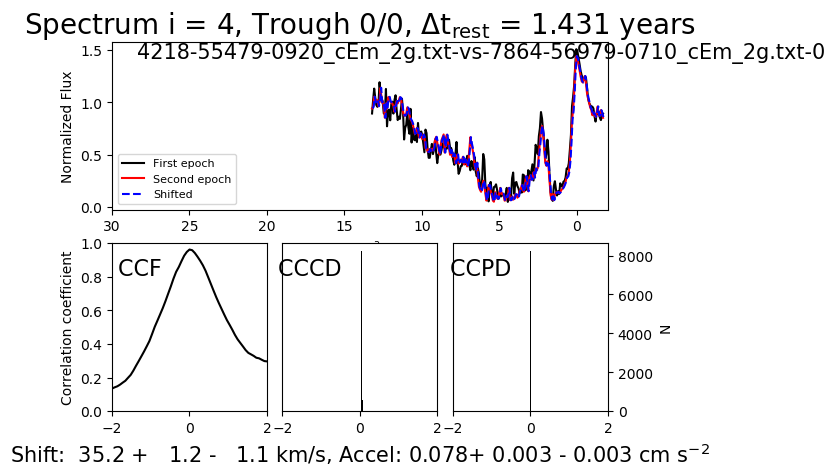 Spectrum i = 4, Trough 0/0, Δt_rest = 1.431 years
4218-55479-0920_cEm_2g.txt-vs-7864-56979-0710_cEm_2g.txt-0
Normalized Flux
1.5
1.0
0.5
0.0
First epoch
Second epoch
Shifted
30 25 20 15 10 5 0
Correlation coefficient
1.0
0.8
0.6
0.4
0.2
0.0
CCF
CCCD
CCPD
8000
6000
4000
2000
0
N
−2 0 2
−2 0 2
−2 0 2
Shift: 35.2 + 1.2 - 1.1 km/s, Accel: 0.078+ 0.003 - 0.003 cm s⁻²